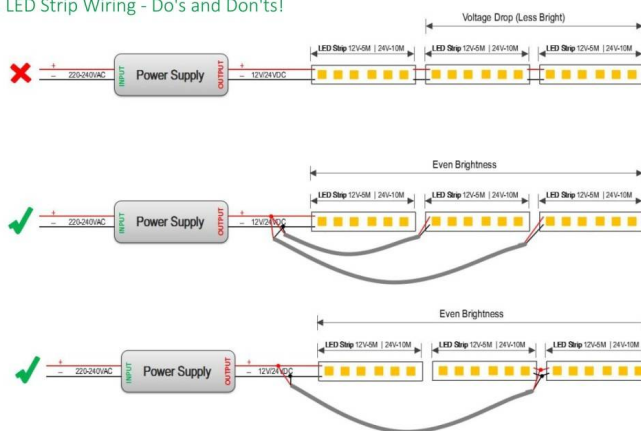 LED Strip Wiring - Do's and Don'ts!
Voltage Drop (Less Bright)
LED Strip 12V-5M | 24V-10M
LED Strip 12V-5M | 24V-10M
LED Strip 12V-5M | 24V-10M
+
–
220-240VAC
INPUT
Power Supply
OUTPUT
+
–
12V/24VDC
Even Brightness
LED Strip 12V-5M | 24V-10M
LED Strip 12V-5M | 24V-10M
LED Strip 12V-5M | 24V-10M
+
–
220-240VAC
INPUT
Power Supply
OUTPUT
+
–
12V/24VDC
Even Brightness
LED Strip 12V-5M | 24V-10M
LED Strip 12V-5M | 24V-10M
LED Strip 12V-5M | 24V-10M
+
–
220-240VAC
INPUT
Power Supply
OUTPUT
+
–
12V/24VDC